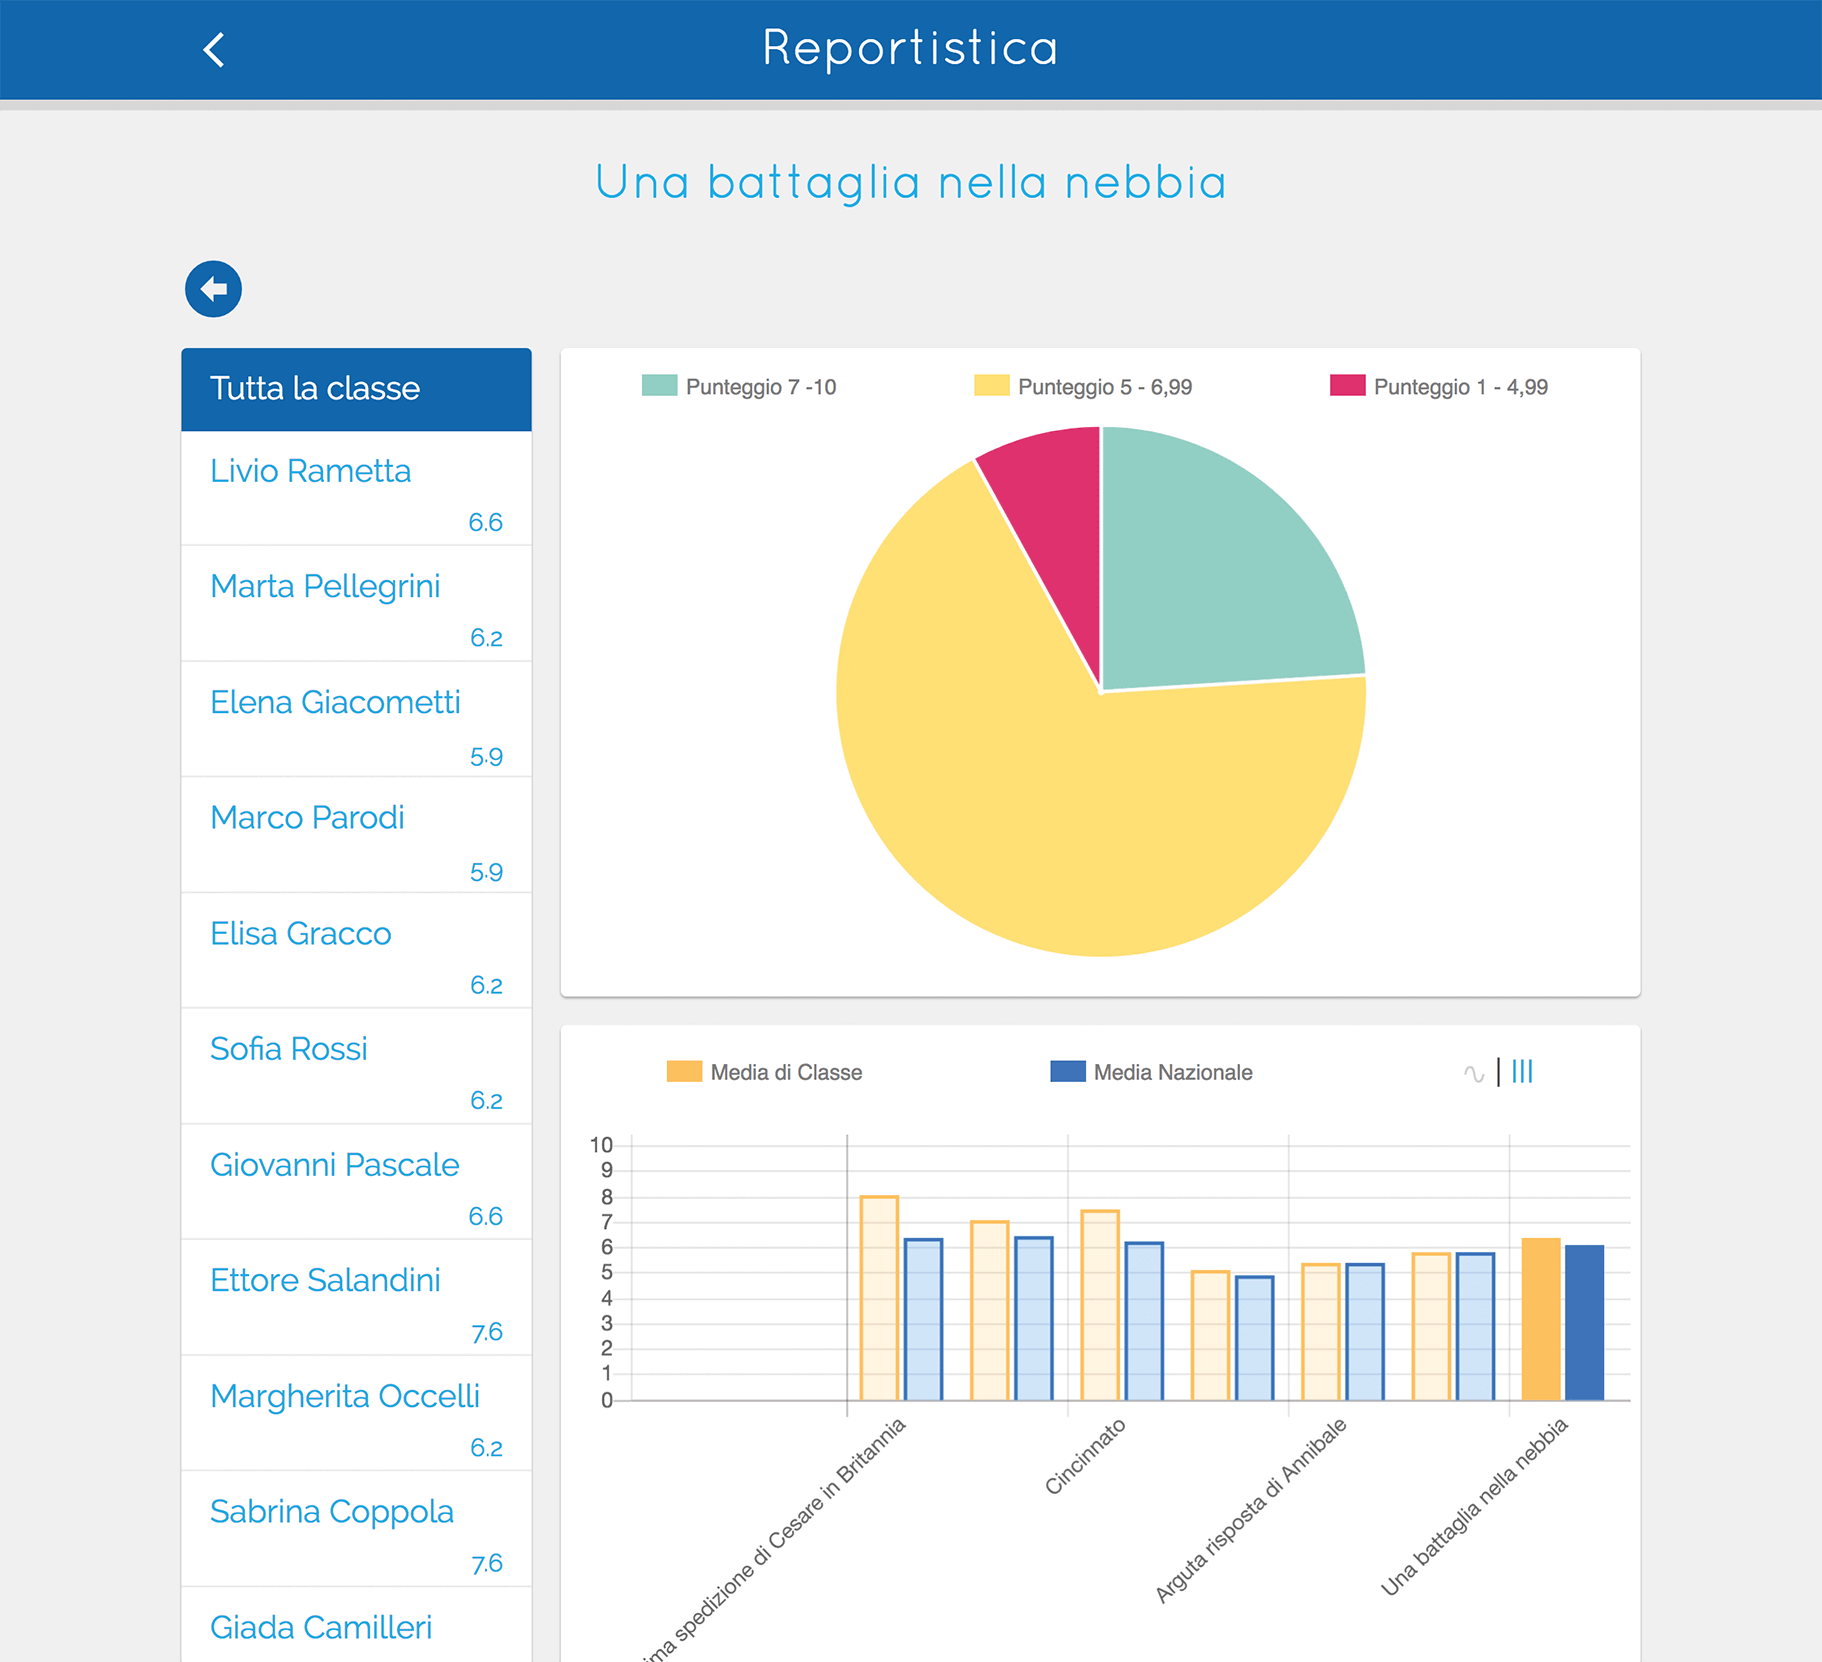 Reportistica
Una battaglia nella nebbia
Tutta la classe
Livio Rametta
6.6
Marta Pellegrini
6.2
Elena Giacometti
5.9
Marco Parodi
5.9
Elisa Gracco
6.2
Sofia Rossi
6.2
Giovanni Pascale
6.6
Ettore Salandini
7.6
Margherita Occelli
6.2
Sabrina Coppola
7.6
Giada Camilleri
Punteggio 7 -10
Punteggio 5 - 6,99
Punteggio 1 - 4,99
Media di Classe
Media Nazionale
10
9
8
7
6
5
4
3
2
1
0
spedizione di Cesare in Britannia
Cincinnato
Arguta risposta di Annibale
Una battaglia nella nebbia